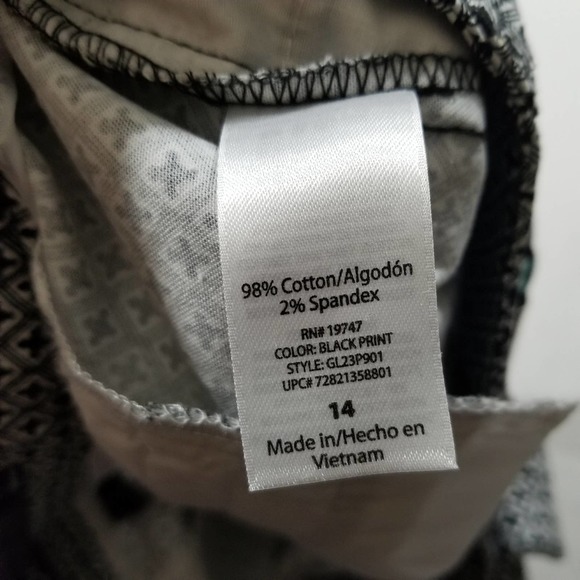 98% Cotton/Algodón
2% Spandex
RN# 19747
COLOR: BLACK PRINT
STYLE: GL23P901
UPC# 72821358801
14
Made in/Hecho en
Vietnam